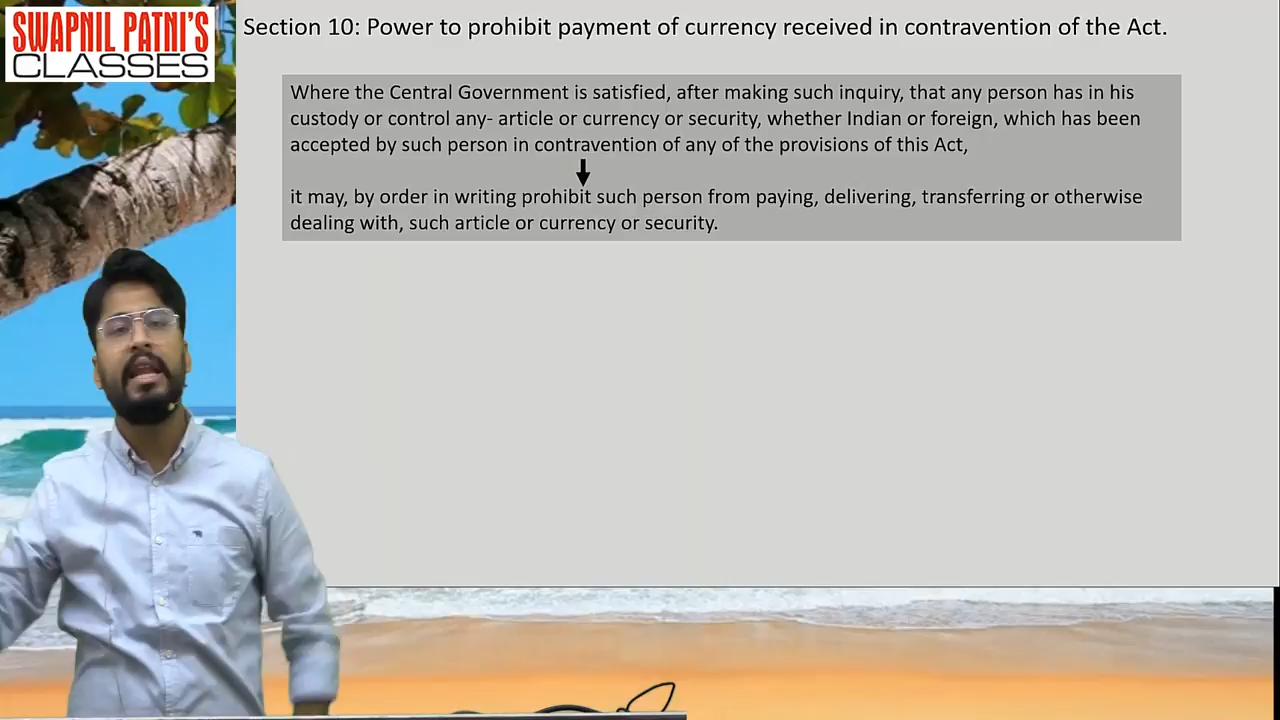 SWAPNIL PATNI'S
CLASSES
Section 10: Power to prohibit payment of currency received in contravention of the Act.
Where the Central Government is satisfied, after making such inquiry, that any person has in his
custody or control any- article or currency or security, whether Indian or foreign, which has been
accepted by such person in contravention of any of the provisions of this Act,
it may, by order in writing prohibit such person from paying, delivering, transferring or otherwise
dealing with, such article or currency or security.